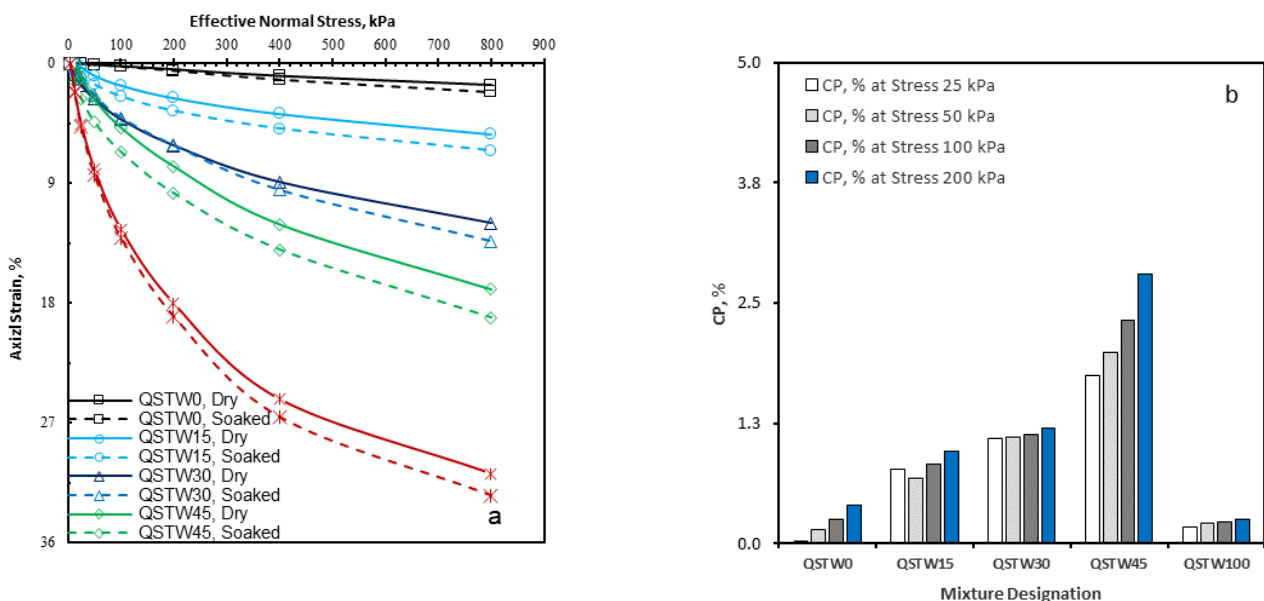 Effective Normal Stress, kPa
0 100 200 300 400 500 600 700 800 900
0
9
18
27
36
Axizl Strain, %
QSTW0, Dry
QSTW0, Soaked
QSTW15, Dry
QSTW15, Soaked
QSTW30, Dry
QSTW30, Soaked
QSTW45, Dry
QSTW45, Soaked
a
5.0
3.8
2.5
1.3
0.0
CP, %
CP, % at Stress 25 kPa
CP, % at Stress 50 kPa
CP, % at Stress 100 kPa
CP, % at Stress 200 kPa
b
QSTW0 QSTW15 QSTW30 QSTW45 QSTW100
Mixture Designation